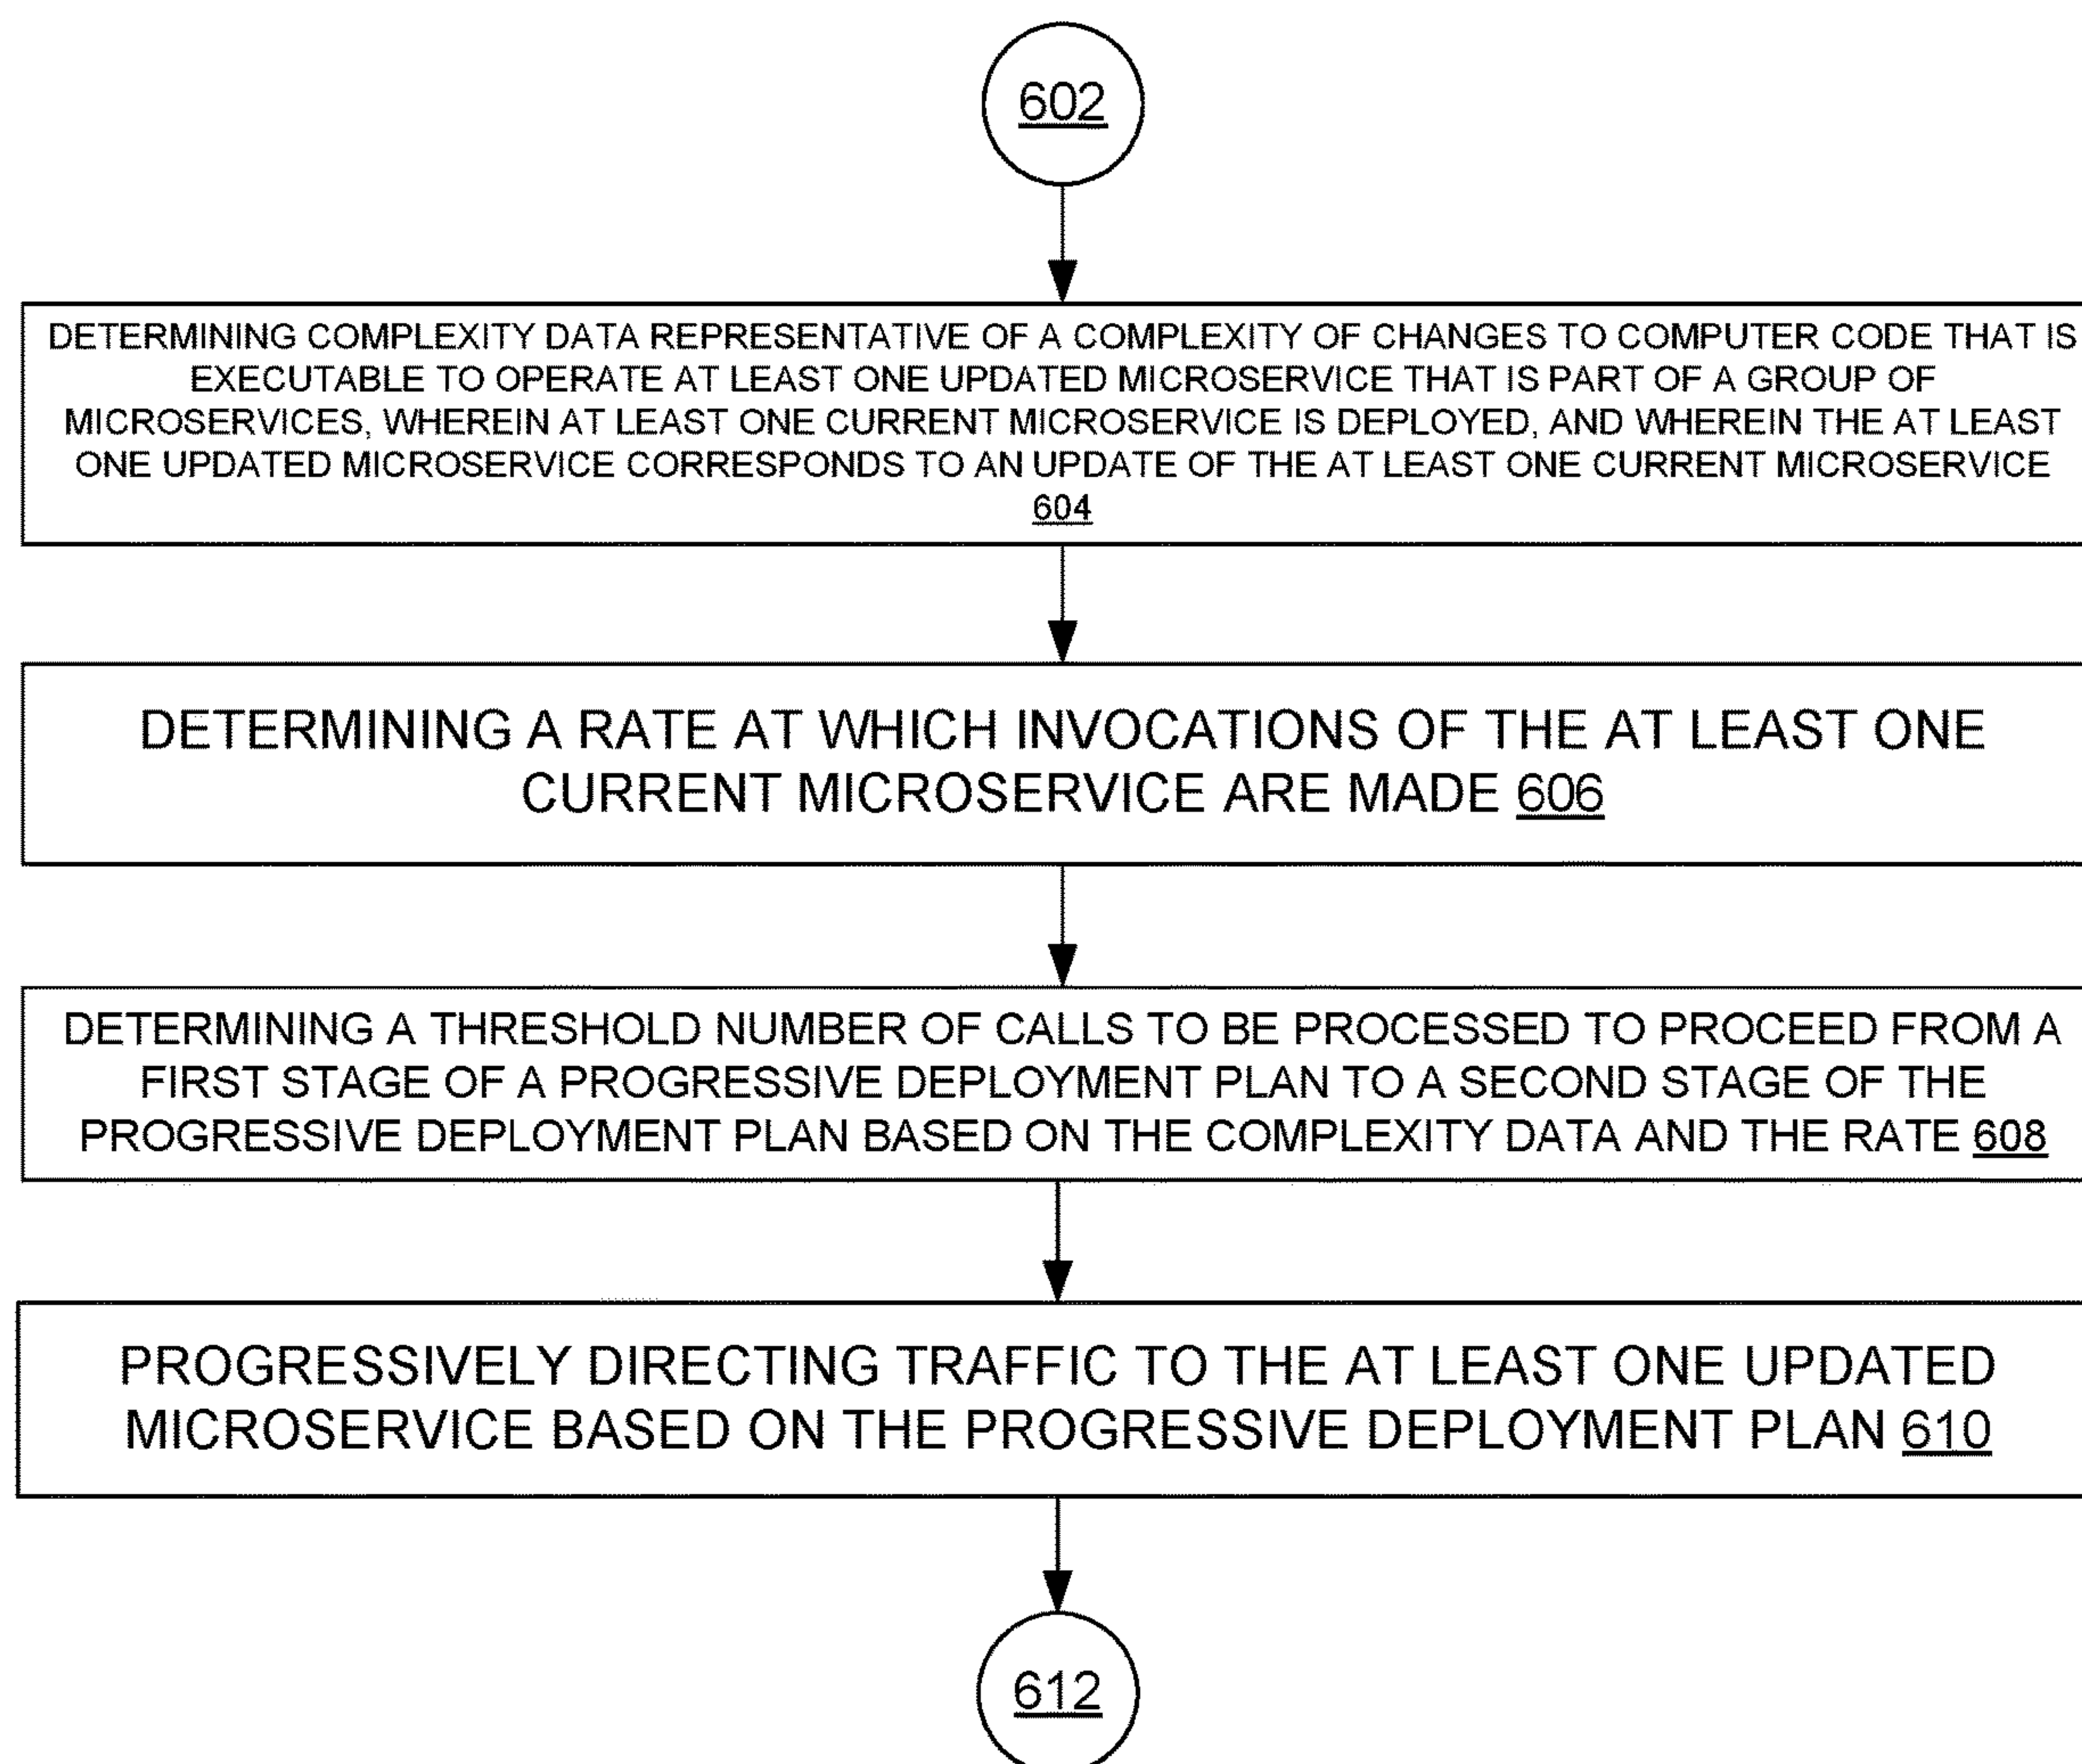 602
DETERMINING COMPLEXITY DATA REPRESENTATIVE OF A COMPLEXITY OF CHANGES TO COMPUTER CODE THAT IS
EXECUTABLE TO OPERATE AT LEAST ONE UPDATED MICROSERVICE THAT IS PART OF A GROUP OF
MICROSERVICES, WHEREIN AT LEAST ONE CURRENT MICROSERVICE IS DEPLOYED, AND WHEREIN THE AT LEAST
ONE UPDATED MICROSERVICE CORRESPONDS TO AN UPDATE OF THE AT LEAST ONE CURRENT MICROSERVICE
604
DETERMINING A RATE AT WHICH INVOCATIONS OF THE AT LEAST ONE
CURRENT MICROSERVICE ARE MADE 606
DETERMINING A THRESHOLD NUMBER OF CALLS TO BE PROCESSED TO PROCEED FROM A
FIRST STAGE OF A PROGRESSIVE DEPLOYMENT PLAN TO A SECOND STAGE OF THE
PROGRESSIVE DEPLOYMENT PLAN BASED ON THE COMPLEXITY DATA AND THE RATE 608
PROGRESSIVELY DIRECTING TRAFFIC TO THE AT LEAST ONE UPDATED
MICROSERVICE BASED ON THE PROGRESSIVE DEPLOYMENT PLAN 610
612